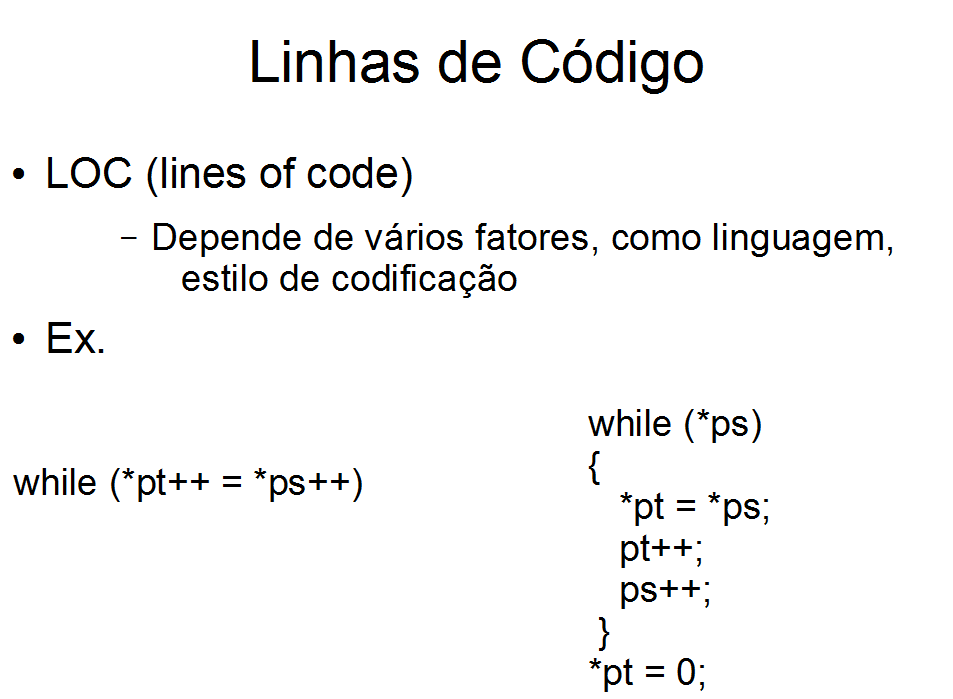 Linhas de Código
• LOC (lines of code)
– Depende de vários fatores, como linguagem,
estilo de codificação
• Ex.
while (*pt++ = *ps++)
while (*ps)
{
*pt = *ps;
pt++;
ps++;
}
*pt = 0;